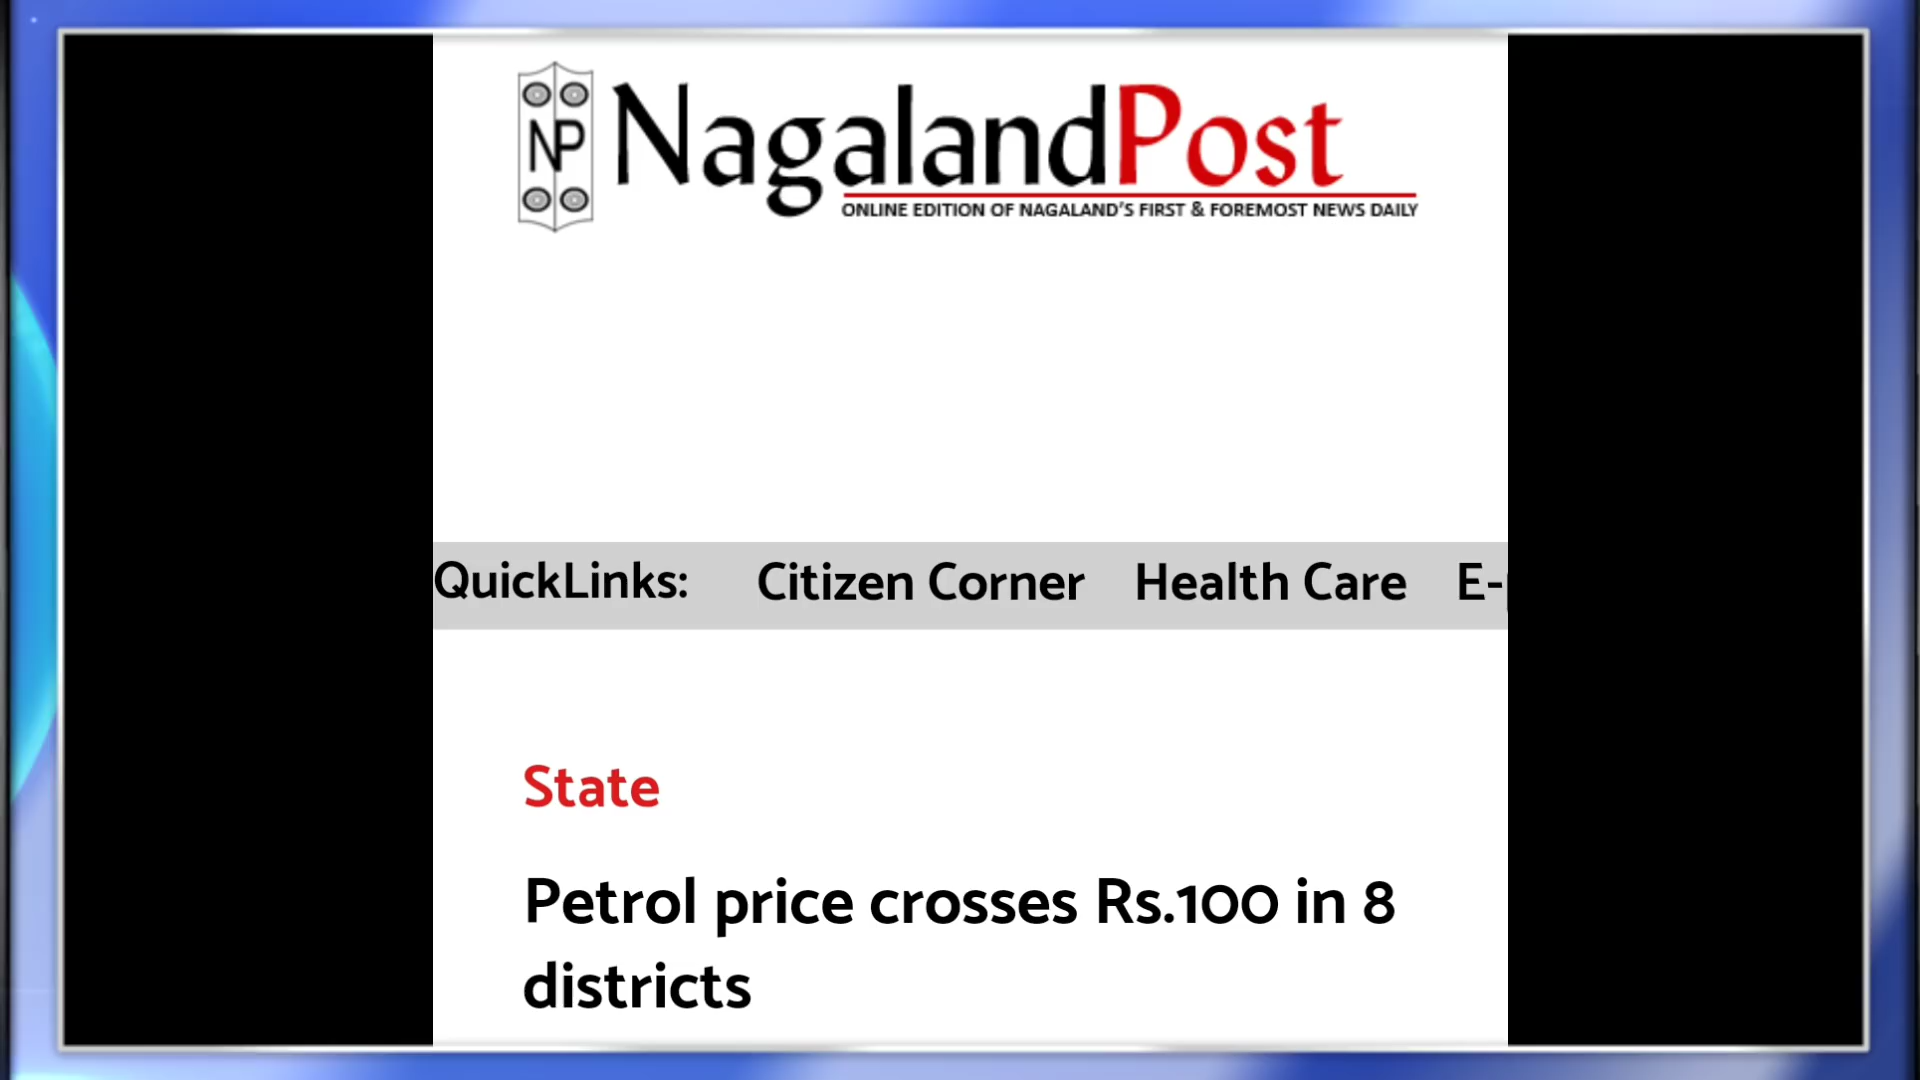 NP
NagalandPost
ONLINE EDITION OF NAGALAND'S FIRST & FOREMOST NEWS DAILY
QuickLinks: Citizen Corner Health Care E-
State
Petrol price crosses Rs.100 in 8
districts